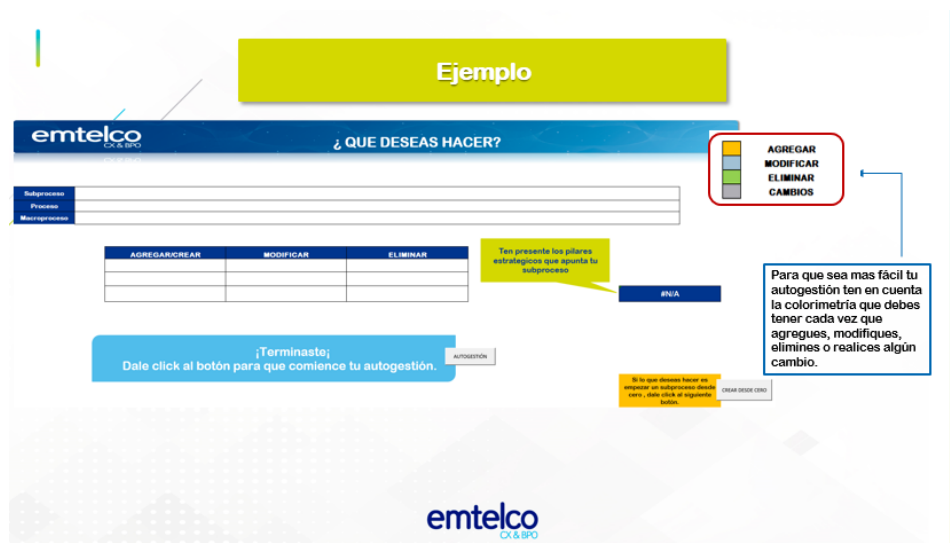 Ejemplo
emtelco
CX & BPO
¿ QUE DESEAS HACER?
AGREGAR
MODIFICAR
ELIMINAR
CAMBIOS
Subproceso
Proceso
Macroproceso
AGREGAR/CREAR MODIFICAR ELIMINAR
Ten presente los pilares
estrategicos que apunta tu
subproceso
#N/A
Para que sea mas fácil tu
autogestión ten en cuenta
la colorimetría que debes
tener cada vez que
agregues, modifiques,
elimines o realices algún
cambio.
¡Terminaste¡
Dale click al botón para que comience tu autogestión.
AUTOGESTIÓN
Si lo que deseas hacer es
empezar un subproceso desde
cero , dale click al siguiente
botón.
CREAR DESDE CERO
emtelco
CX & BPO